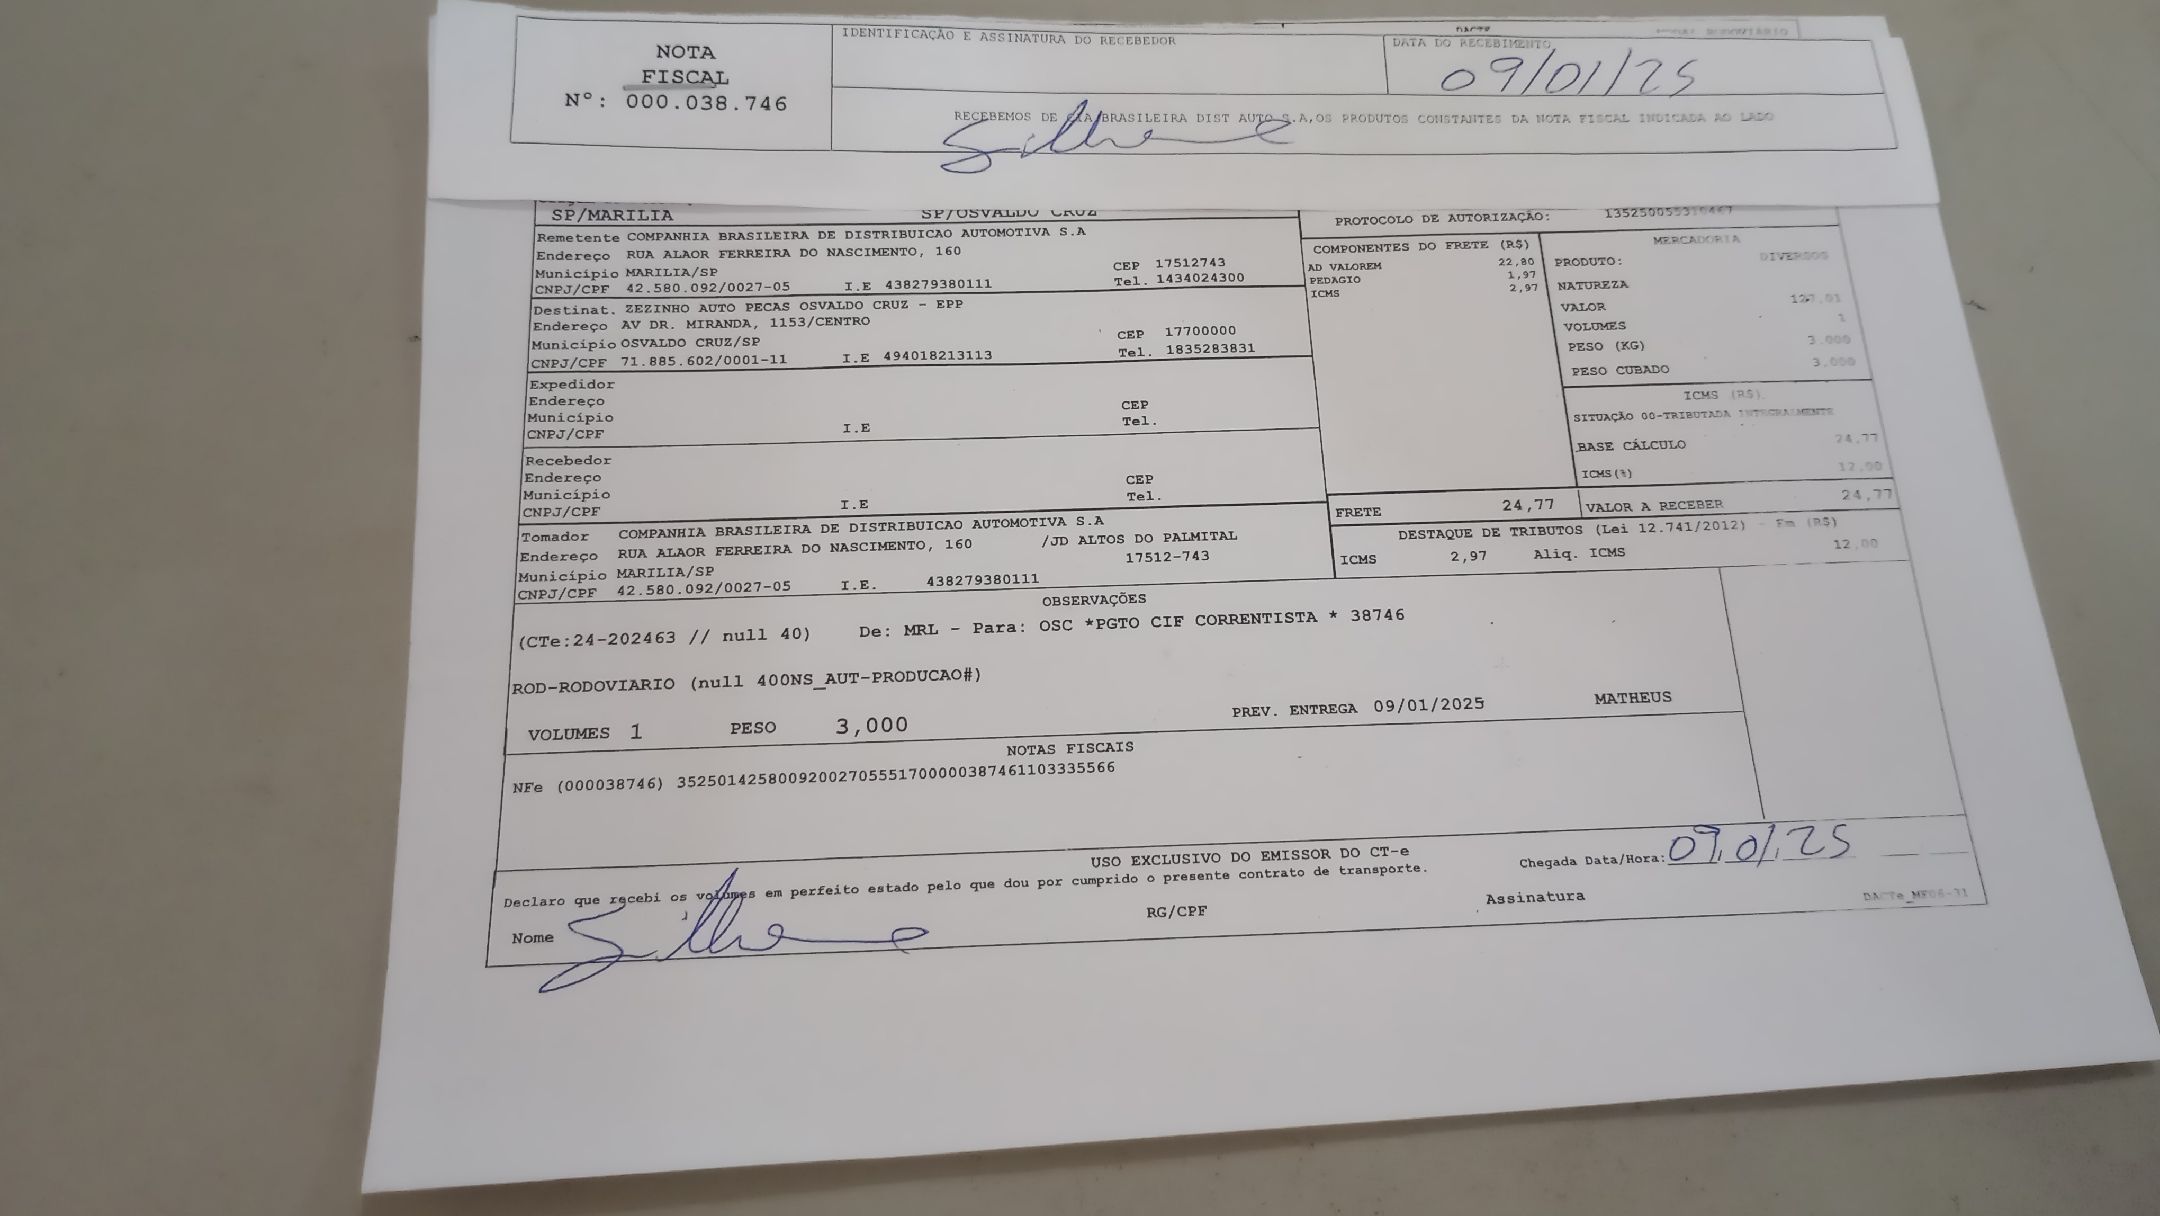 NOTA
FISCAL
Nº: 000.038.746
IDENTIFICAÇÃO E ASSINATURA DO RECEBEDOR
DATA DO RECEBIMENTO
09/01/25
RECEBEMOS DE CIA BRASILEIRA DIST AUTO S.A,OS PRODUTOS CONSTANTES DA NOTA FISCAL INDICADA AO LADO
SP/MARILIA SP/OSVALDO CRUZ
PROTOCOLO DE AUTORIZAÇÃO:
Remetente COMPANHIA BRASILEIRA DE DISTRIBUICAO AUTOMOTIVA S.A
Endereço RUA ALAOR FERREIRA DO NASCIMENTO, 160
Município MARILIA/SP CEP 17512743
CNPJ/CPF 42.580.092/0027-05 I.E 438279380111 Tel. 1434024300
Destinat. ZEZINHO AUTO PECAS OSVALDO CRUZ - EPP
Endereço AV DR. MIRANDA, 1153/CENTRO
Município OSVALDO CRUZ/SP CEP 17700000
CNPJ/CPF 71.885.602/0001-11 I.E 494018213113 Tel. 1835283831
Expedidor
Endereço
Município CEP
CNPJ/CPF I.E Tel.
Recebedor
Endereço
Município CEP
CNPJ/CPF I.E Tel.
Tomador COMPANHIA BRASILEIRA DE DISTRIBUICAO AUTOMOTIVA S.A
Endereço RUA ALAOR FERREIRA DO NASCIMENTO, 160 /JD ALTOS DO PALMITAL
Município MARILIA/SP 17512-743
CNPJ/CPF 42.580.092/0027-05 I.E. 438279380111
COMPONENTES DO FRETE (R$)
AD VALOREM 22,80
PEDAGIO 1,97
ICMS 2,97
MERCADORIA
PRODUTO: DIVERSOS
NATUREZA
VALOR 127,01
VOLUMES 1
PESO (KG) 3.000
PESO CUBADO 3.000
ICMS (R$)
SITUAÇÃO 00-TRIBUTADA INTEGRALMENTE
BASE CÁLCULO 24,77
ICMS(%) 12,00
FRETE 24,77 VALOR A RECEBER 24,77
DESTAQUE DE TRIBUTOS (Lei 12.741/2012) - Em (R$)
ICMS 2,97 Aliq. ICMS 12,00
OBSERVAÇÕES
(CTe:24-202463 // null 40) De: MRL - Para: OSC *PGTO CIF CORRENTISTA * 38746
ROD-RODOVIARIO (null 400NS_AUT-PRODUCAO#)
VOLUMES 1 PESO 3,000 PREV. ENTREGA 09/01/2025 MATHEUS
NOTAS FISCAIS
NFe (000038746) 35250142580092002705551700000387461103335566
USO EXCLUSIVO DO EMISSOR DO CT-e
Declaro que recebi os volumes em perfeito estado pelo que dou por cumprido o presente contrato de transporte.
Chegada Data/Hora: 09.01.25
Nome RG/CPF Assinatura